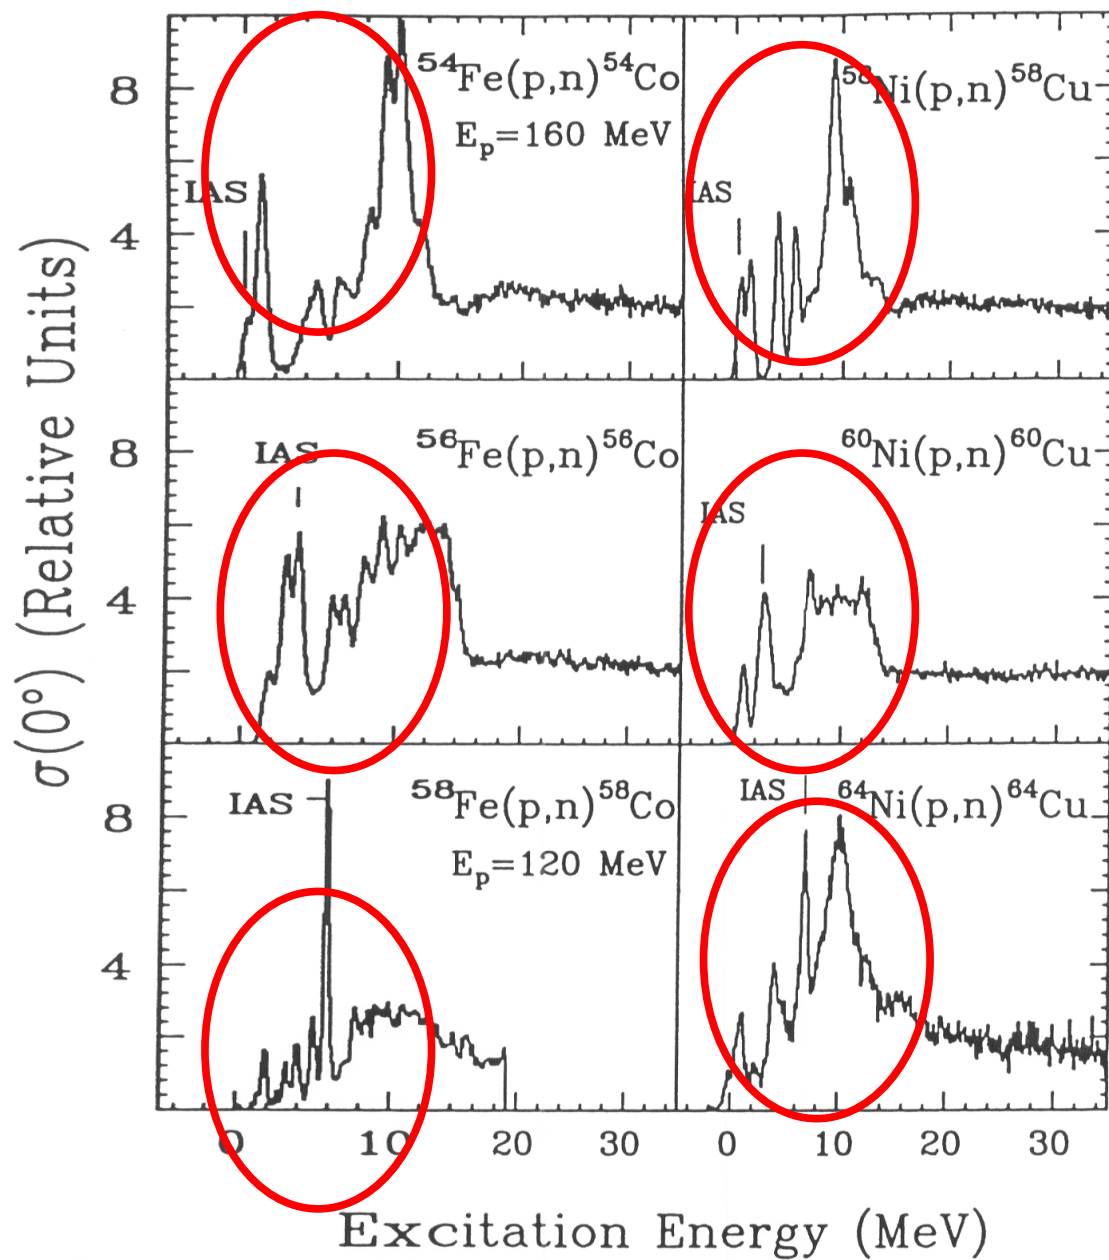 σ(0°) (Relative Units)
8
4
IAS
⁵⁴Fe(p,n)⁵⁴Co
Eₚ=160 MeV
IAS
⁵⁸Ni(p,n)⁵⁸Cu
8
4
IAS
⁵⁶Fe(p,n)⁵⁶Co
IAS
⁶⁰Ni(p,n)⁶⁰Cu
8
4
IAS
⁵⁸Fe(p,n)⁵⁸Co
Eₚ=120 MeV
IAS
⁶⁴Ni(p,n)⁶⁴Cu
0 10 20 30 0 10 20 30
Excitation Energy (MeV)